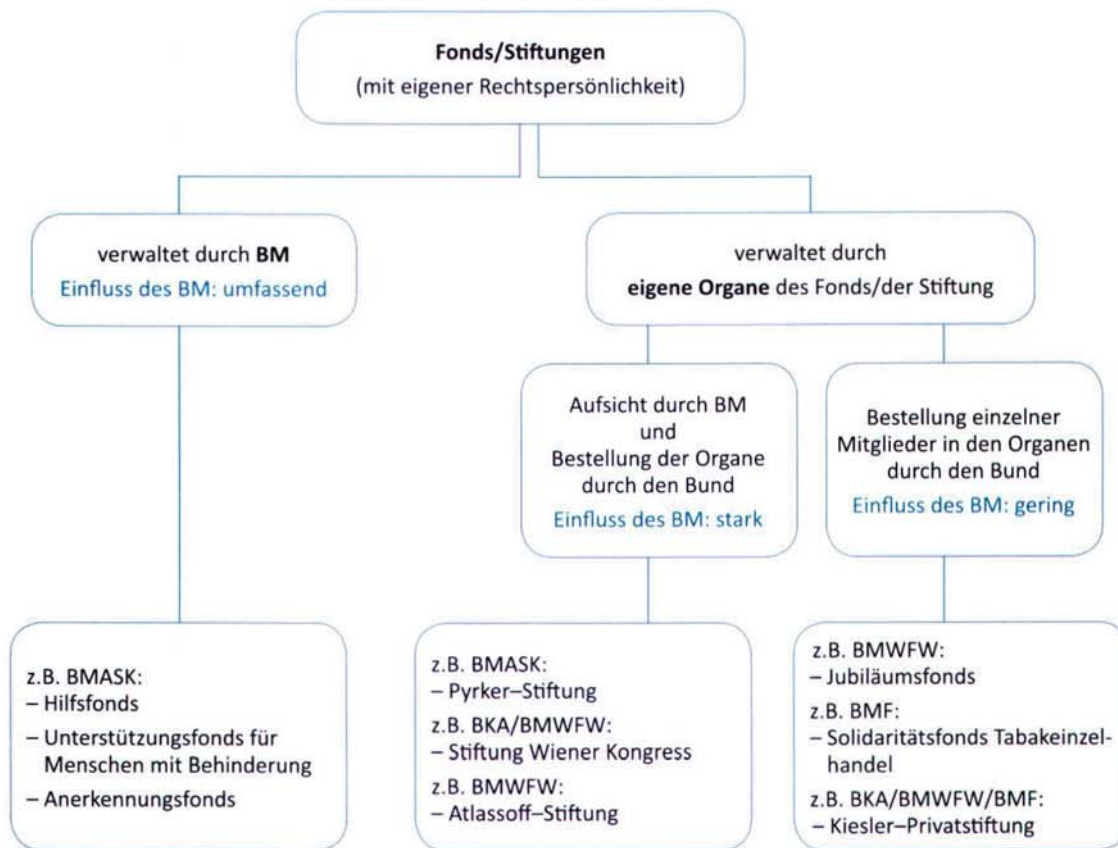 Fonds/Stiftungen
(mit eigener Rechtspersönlichkeit)
verwaltet durch BM
Einfluss des BM: umfassend
verwaltet durch
eigene Organe des Fonds/der Stiftung
Aufsicht durch BM
und
Bestellung der Organe
durch den Bund
Einfluss des BM: stark
Bestellung einzelner
Mitglieder in den Organen
durch den Bund
Einfluss des BM: gering
z.B. BMASK:
– Hilfsfonds
– Unterstützungsfonds für
Menschen mit Behinderung
– Anerkennungsfonds
z.B. BMASK:
– Pyrker–Stiftung
z.B. BKA/BMWFW:
– Stiftung Wiener Kongress
z.B. BMWFW:
– Atlassoff–Stiftung
z.B. BMWFW:
– Jubiläumsfonds
z.B. BMF:
– Solidaritätsfonds Tabakeinzel-
handel
z.B. BKA/BMWFW/BMF:
– Kiesler–Privatstiftung